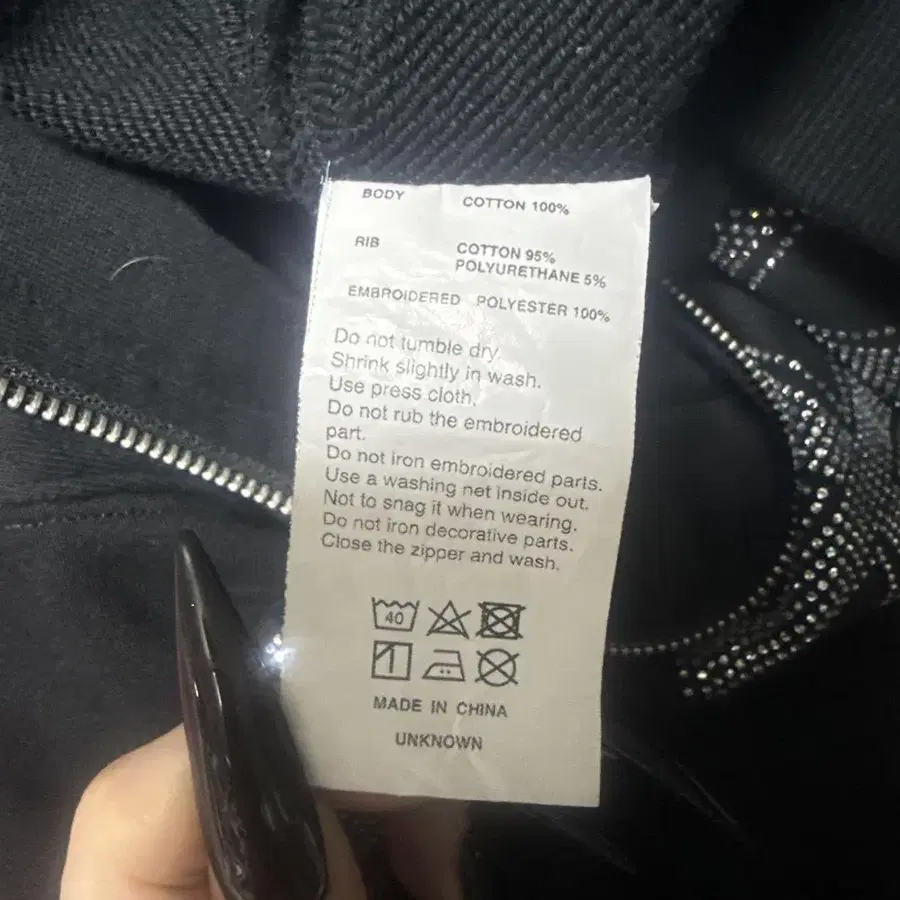 BODY COTTON 100%
RIB COTTON 95%
POLYURETHANE 5%
EMBROIDERED POLYESTER 100%
Do not tumble dry.
Shrink slightly in wash.
Use press cloth.
Do not rub the embroidered
part.
Do not iron embroidered parts.
Use a washing net inside out.
Not to snag it when wearing.
Do not iron decorative parts.
Close the zipper and wash.
40
MADE IN CHINA
UNKNOWN